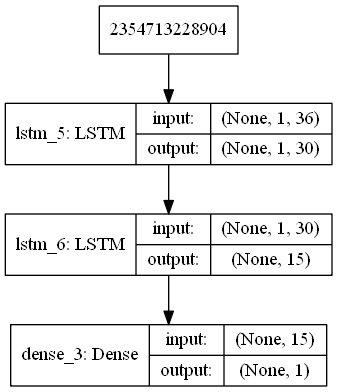 2354713228904
lstm_5: LSTM
input: (None, 1, 36)
output: (None, 1, 30)
lstm_6: LSTM
input: (None, 1, 30)
output: (None, 15)
dense_3: Dense
input: (None, 15)
output: (None, 1)